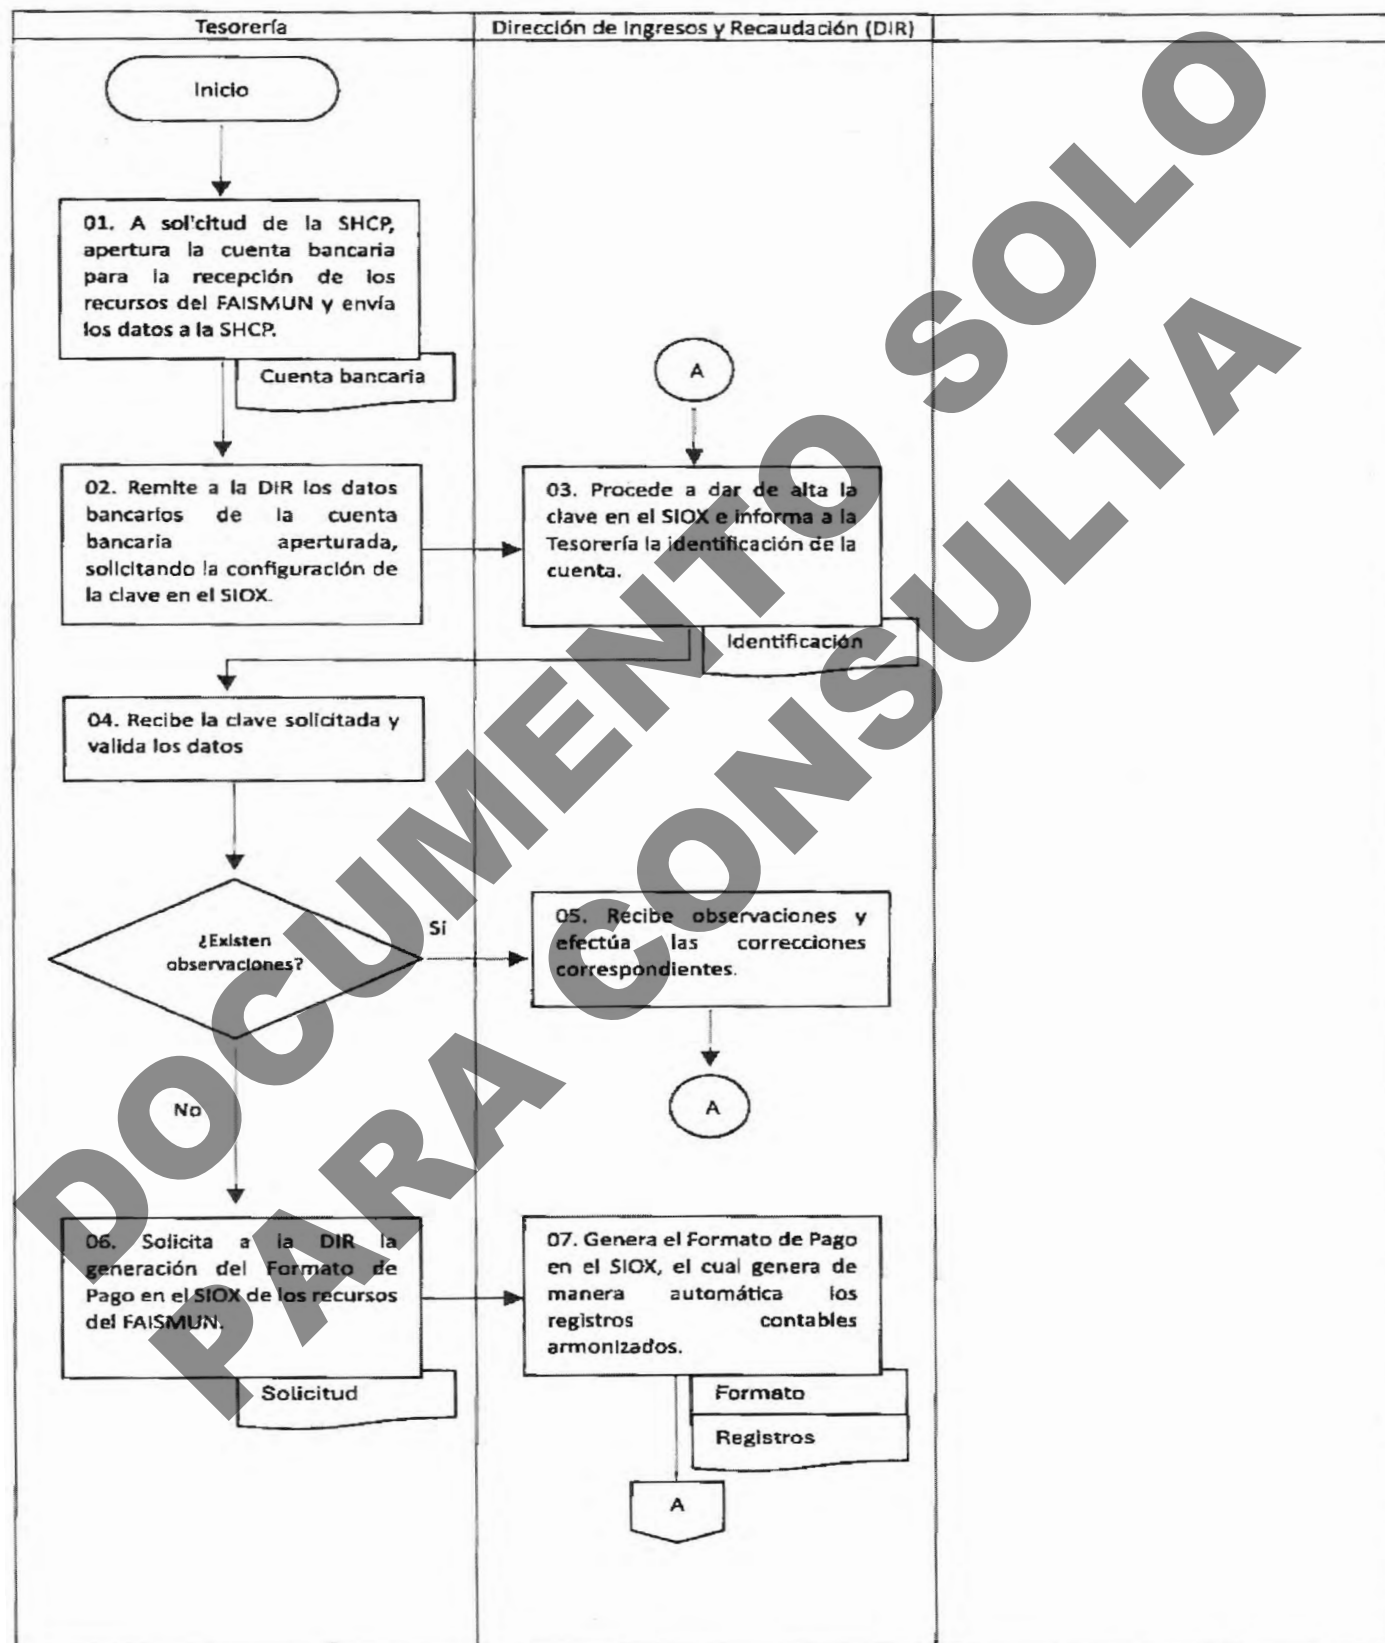 Tesorería
Dirección de Ingresos y Recaudación (DIR)
Inicio
01. A solicitud de la SHCP,
apertura la cuenta bancaria
para la recepción de los
recursos del FAISMUN y envía
los datos a la SHCP.
Cuenta bancaria
A
02. Remite a la DIR los datos
bancarios de la cuenta
bancaria aperturada,
solicitando la configuración de
la clave en el SIOX.
03. Procede a dar de alta la
clave en el SIOX e informa a la
Tesorería la identificación de la
cuenta.
Identificación
04. Recibe la clave solicitada y
valida los datos
¿Existen
observaciones?
Sí
05. Recibe observaciones y
efectúa las correcciones
correspondientes.
A
No
06. Solicita a la DIR la
generación del Formato de
Pago en el SIOX de los recursos
del FAISMUN.
Solicitud
07. Genera el Formato de Pago
en el SIOX, el cual genera de
manera automática los
registros contables
armonizados.
Formato
Registros
A
DOCUMENTO SOLO
PARA CONSULTA